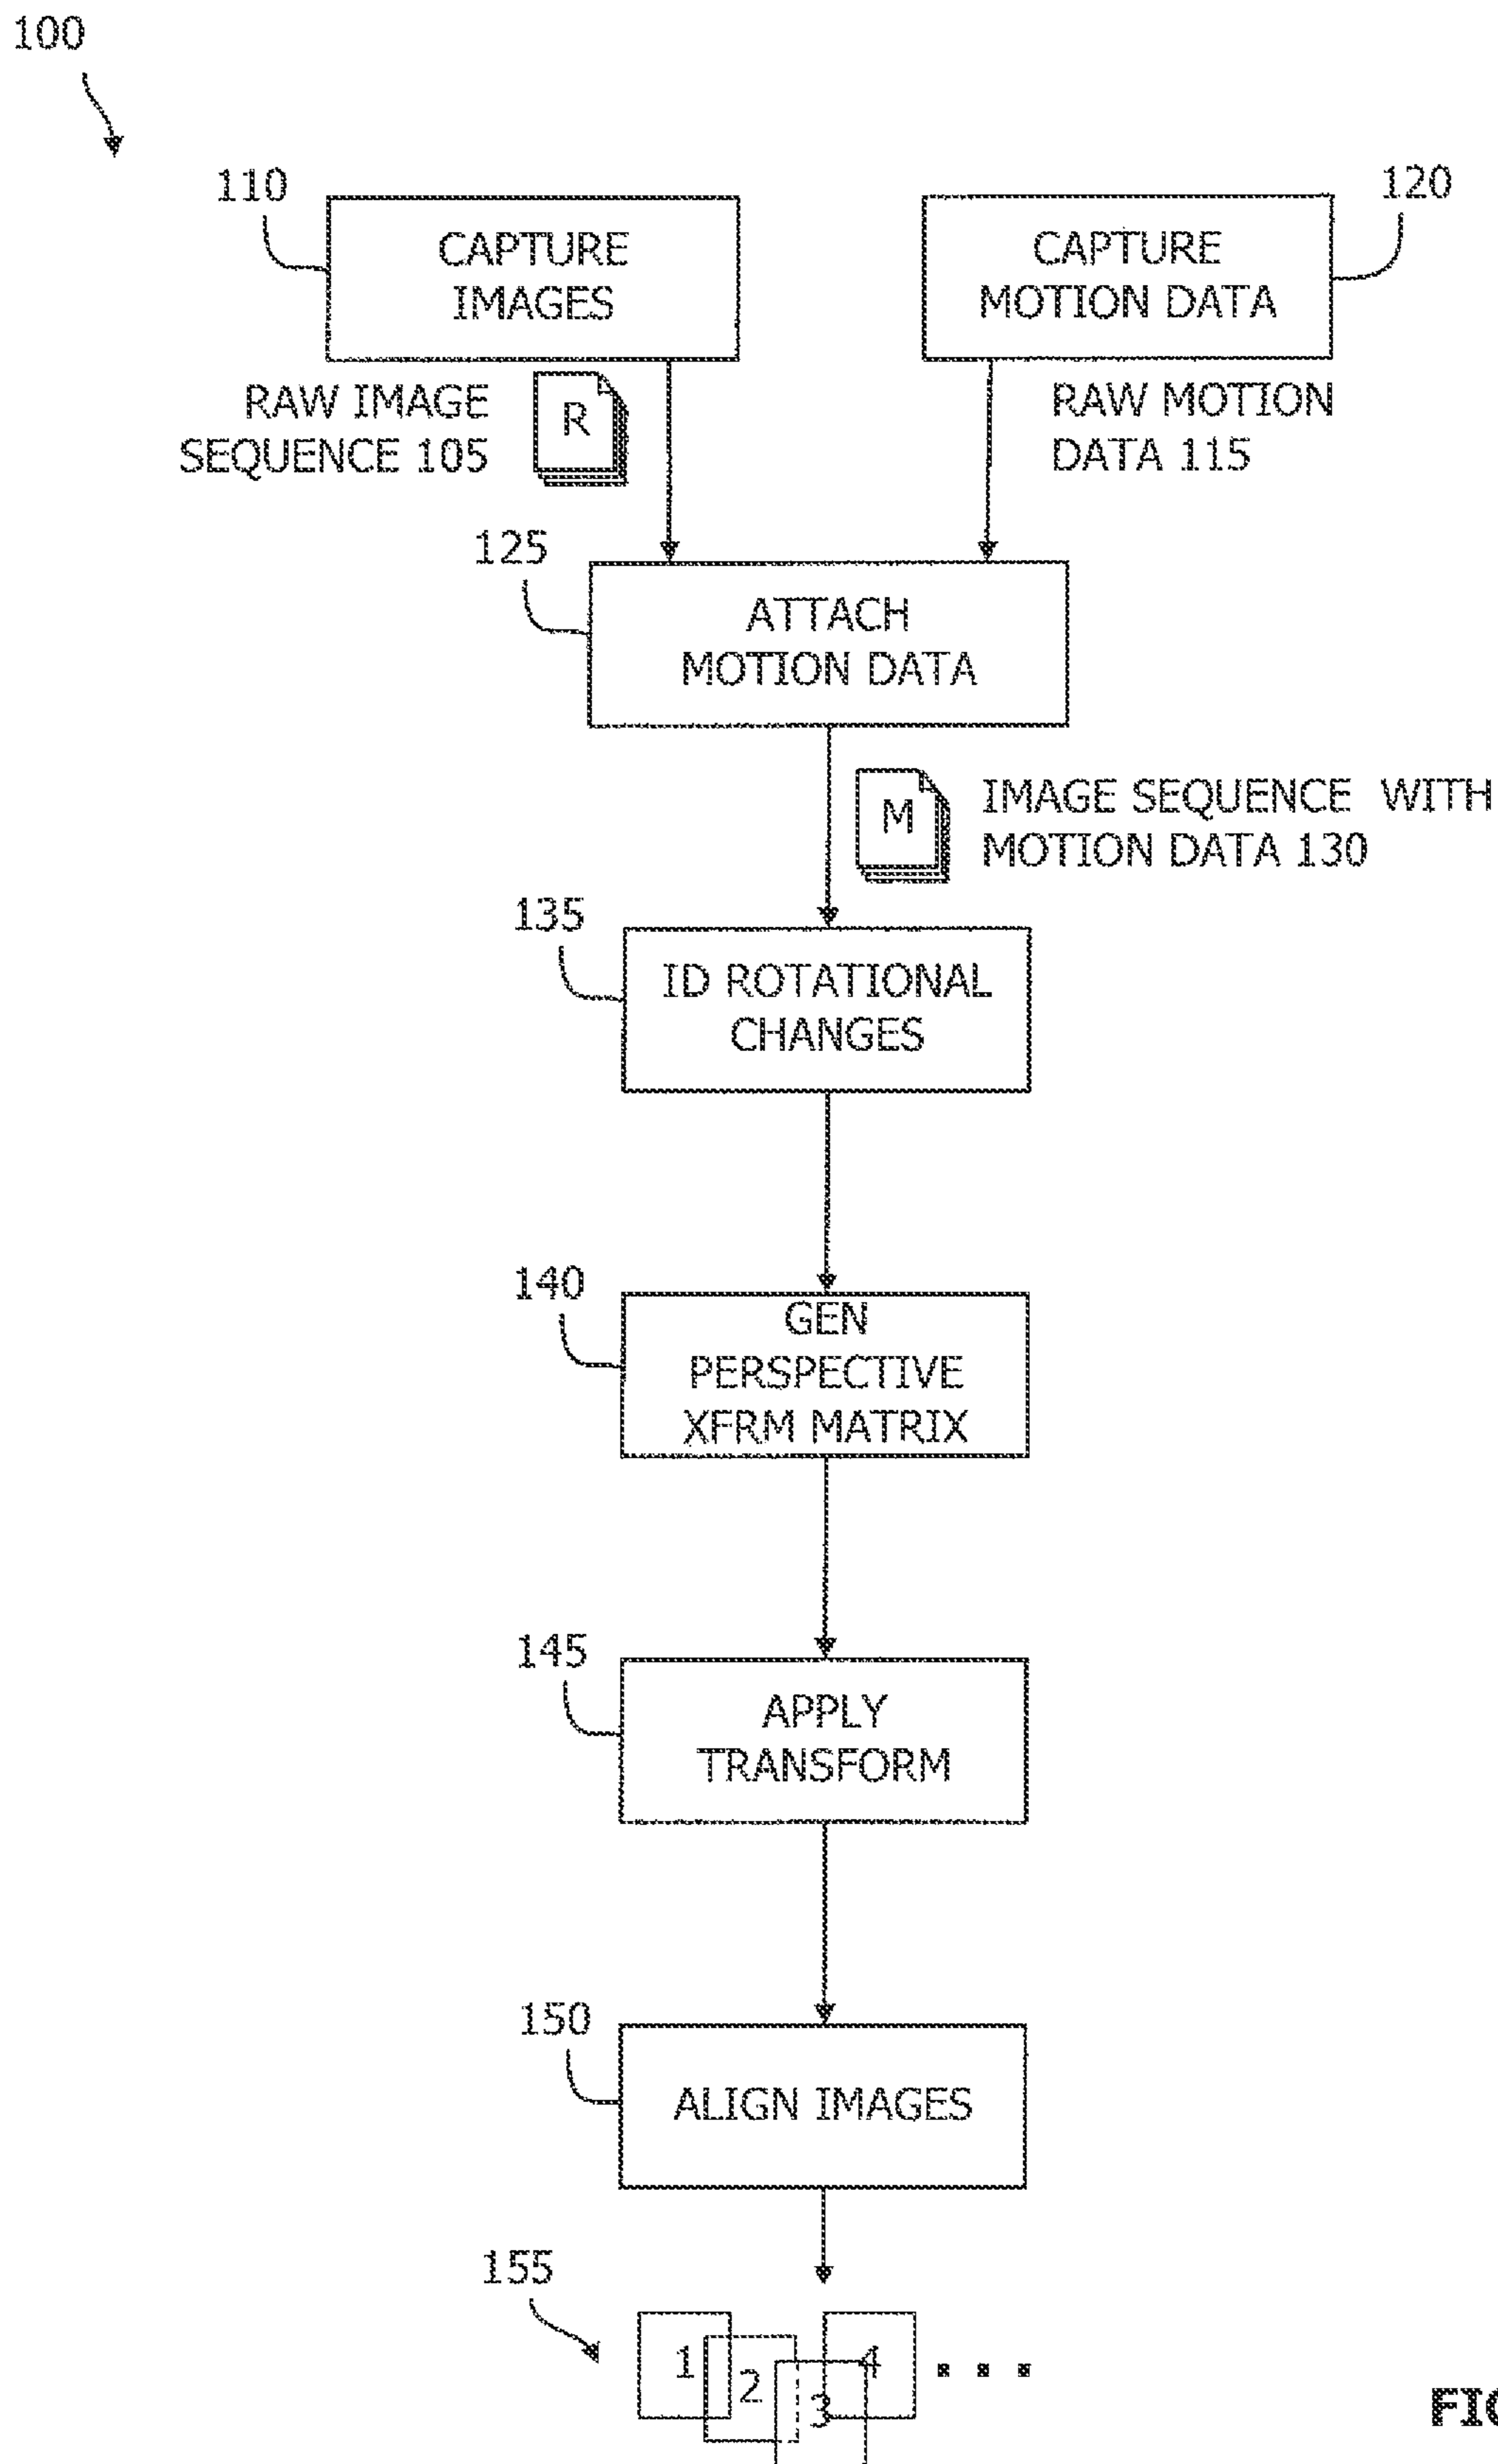 100
110
CAPTURE
IMAGES
120
CAPTURE
MOTION DATA
RAW IMAGE
SEQUENCE 105
R
RAW MOTION
DATA 115
125
ATTACH
MOTION DATA
M
IMAGE SEQUENCE WITH
MOTION DATA 130
135
ID ROTATIONAL
CHANGES
140
GEN
PERSPECTIVE
XFRM MATRIX
145
APPLY
TRANSFORM
150
ALIGN IMAGES
155
1
2
3
4
...